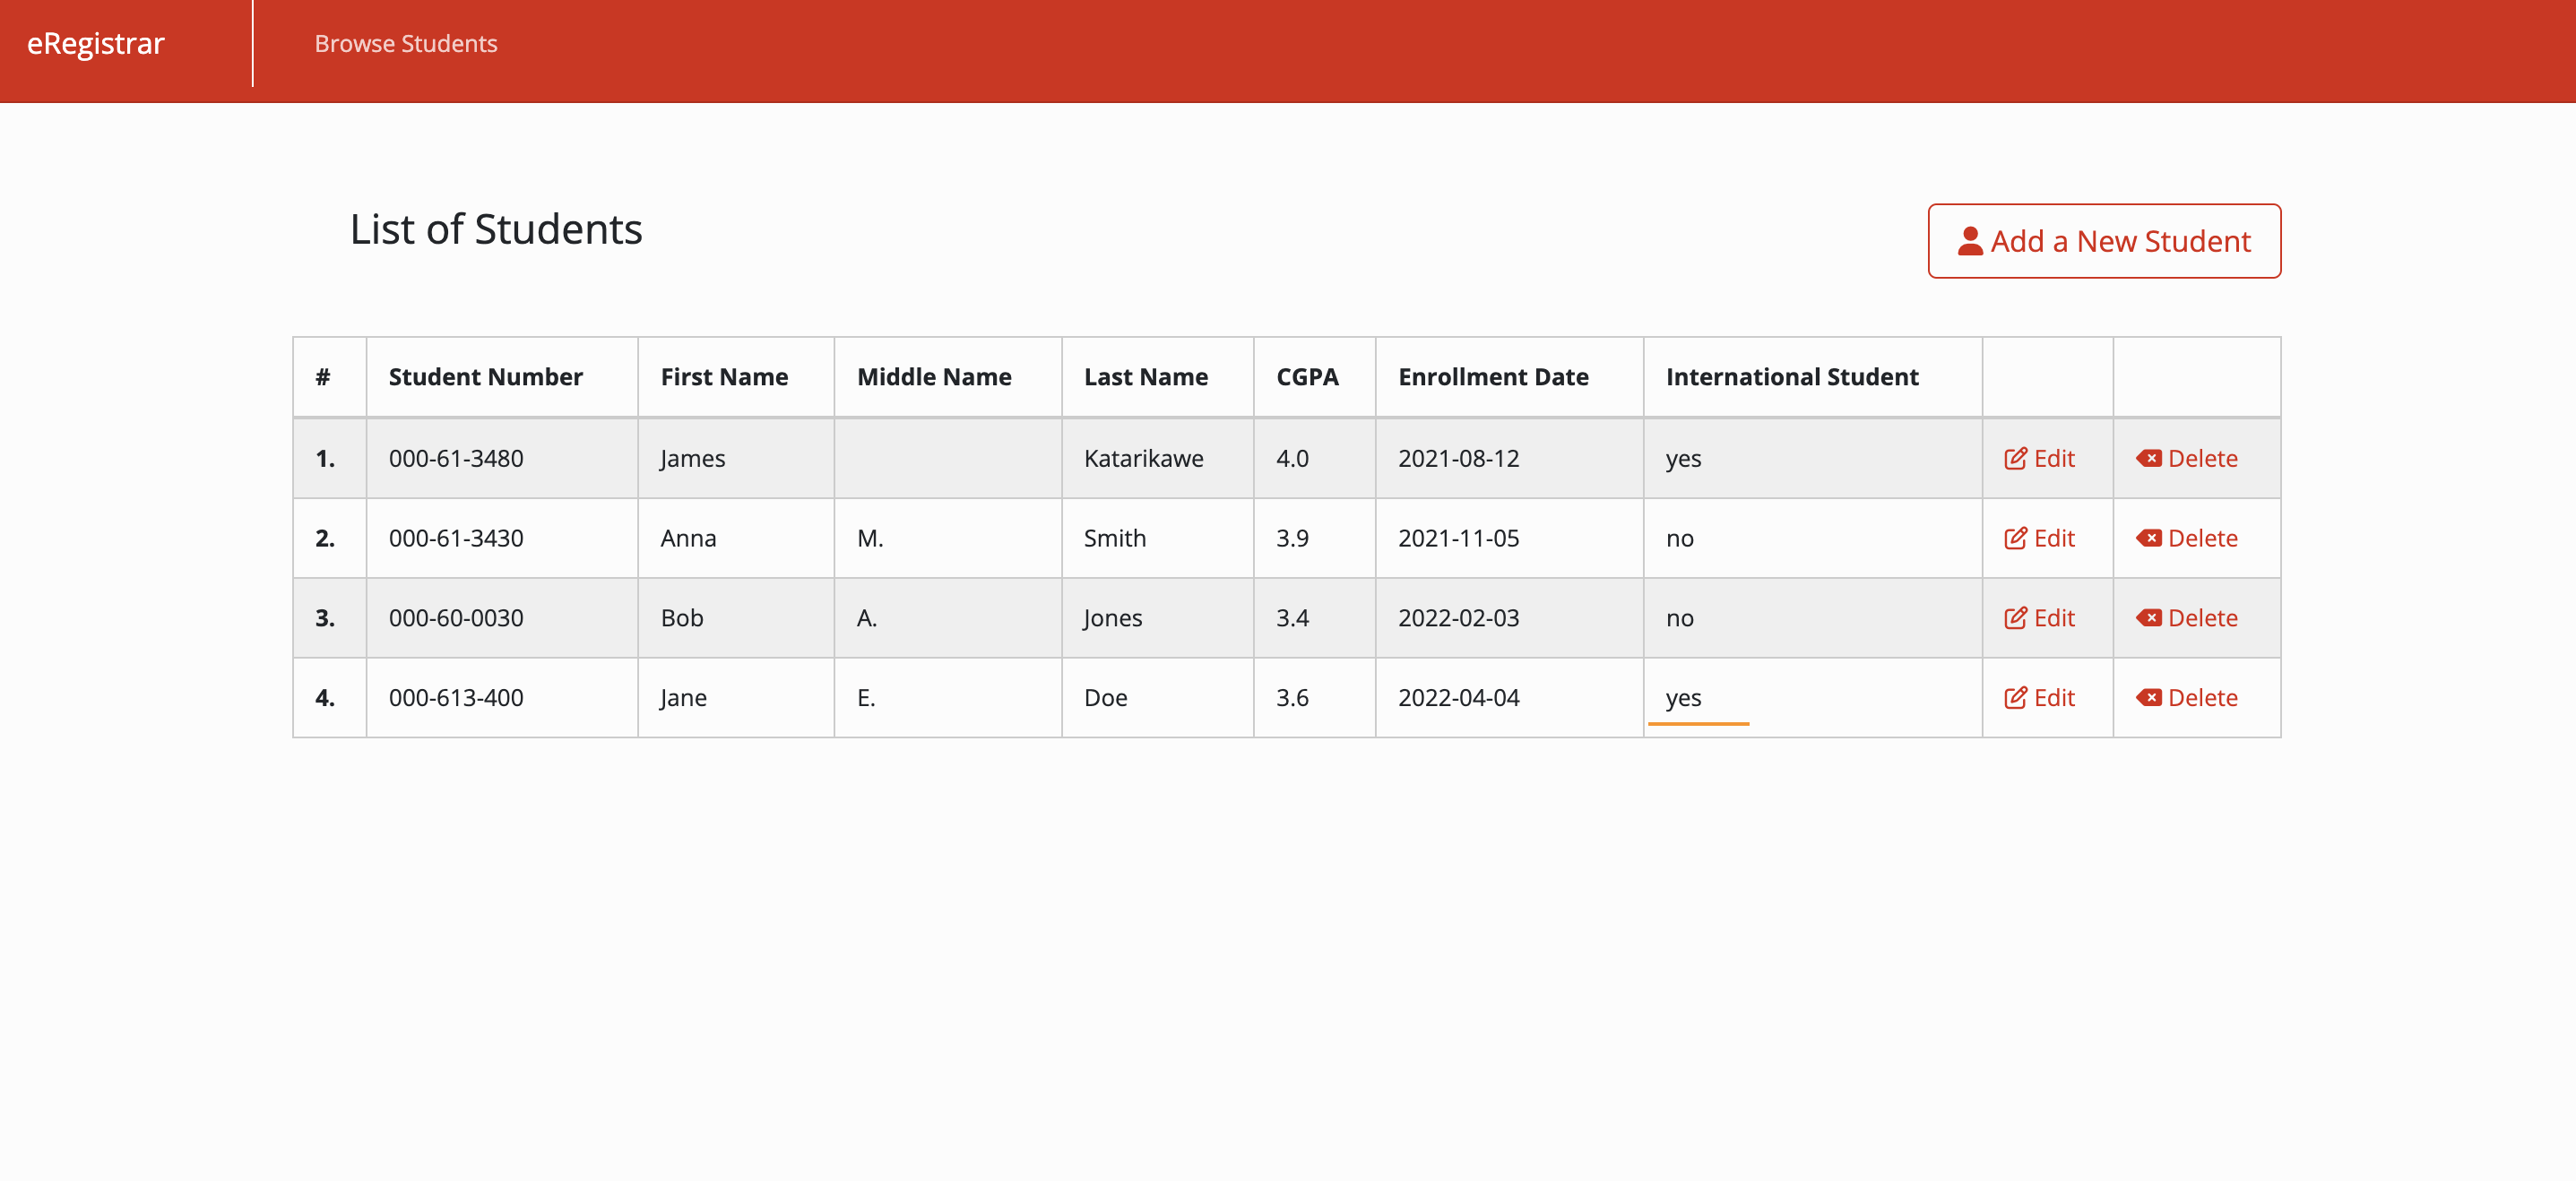 eRegistrar Browse Students
List of Students Add a New Student
# Student Number First Name Middle Name Last Name CGPA Enrollment Date International Student
1. 000-61-3480 James Katarikawe 4.0 2021-08-12 yes Edit Delete
2. 000-61-3430 Anna M. Smith 3.9 2021-11-05 no Edit Delete
3. 000-60-0030 Bob A. Jones 3.4 2022-02-03 no Edit Delete
4. 000-613-400 Jane E. Doe 3.6 2022-04-04 yes Edit Delete